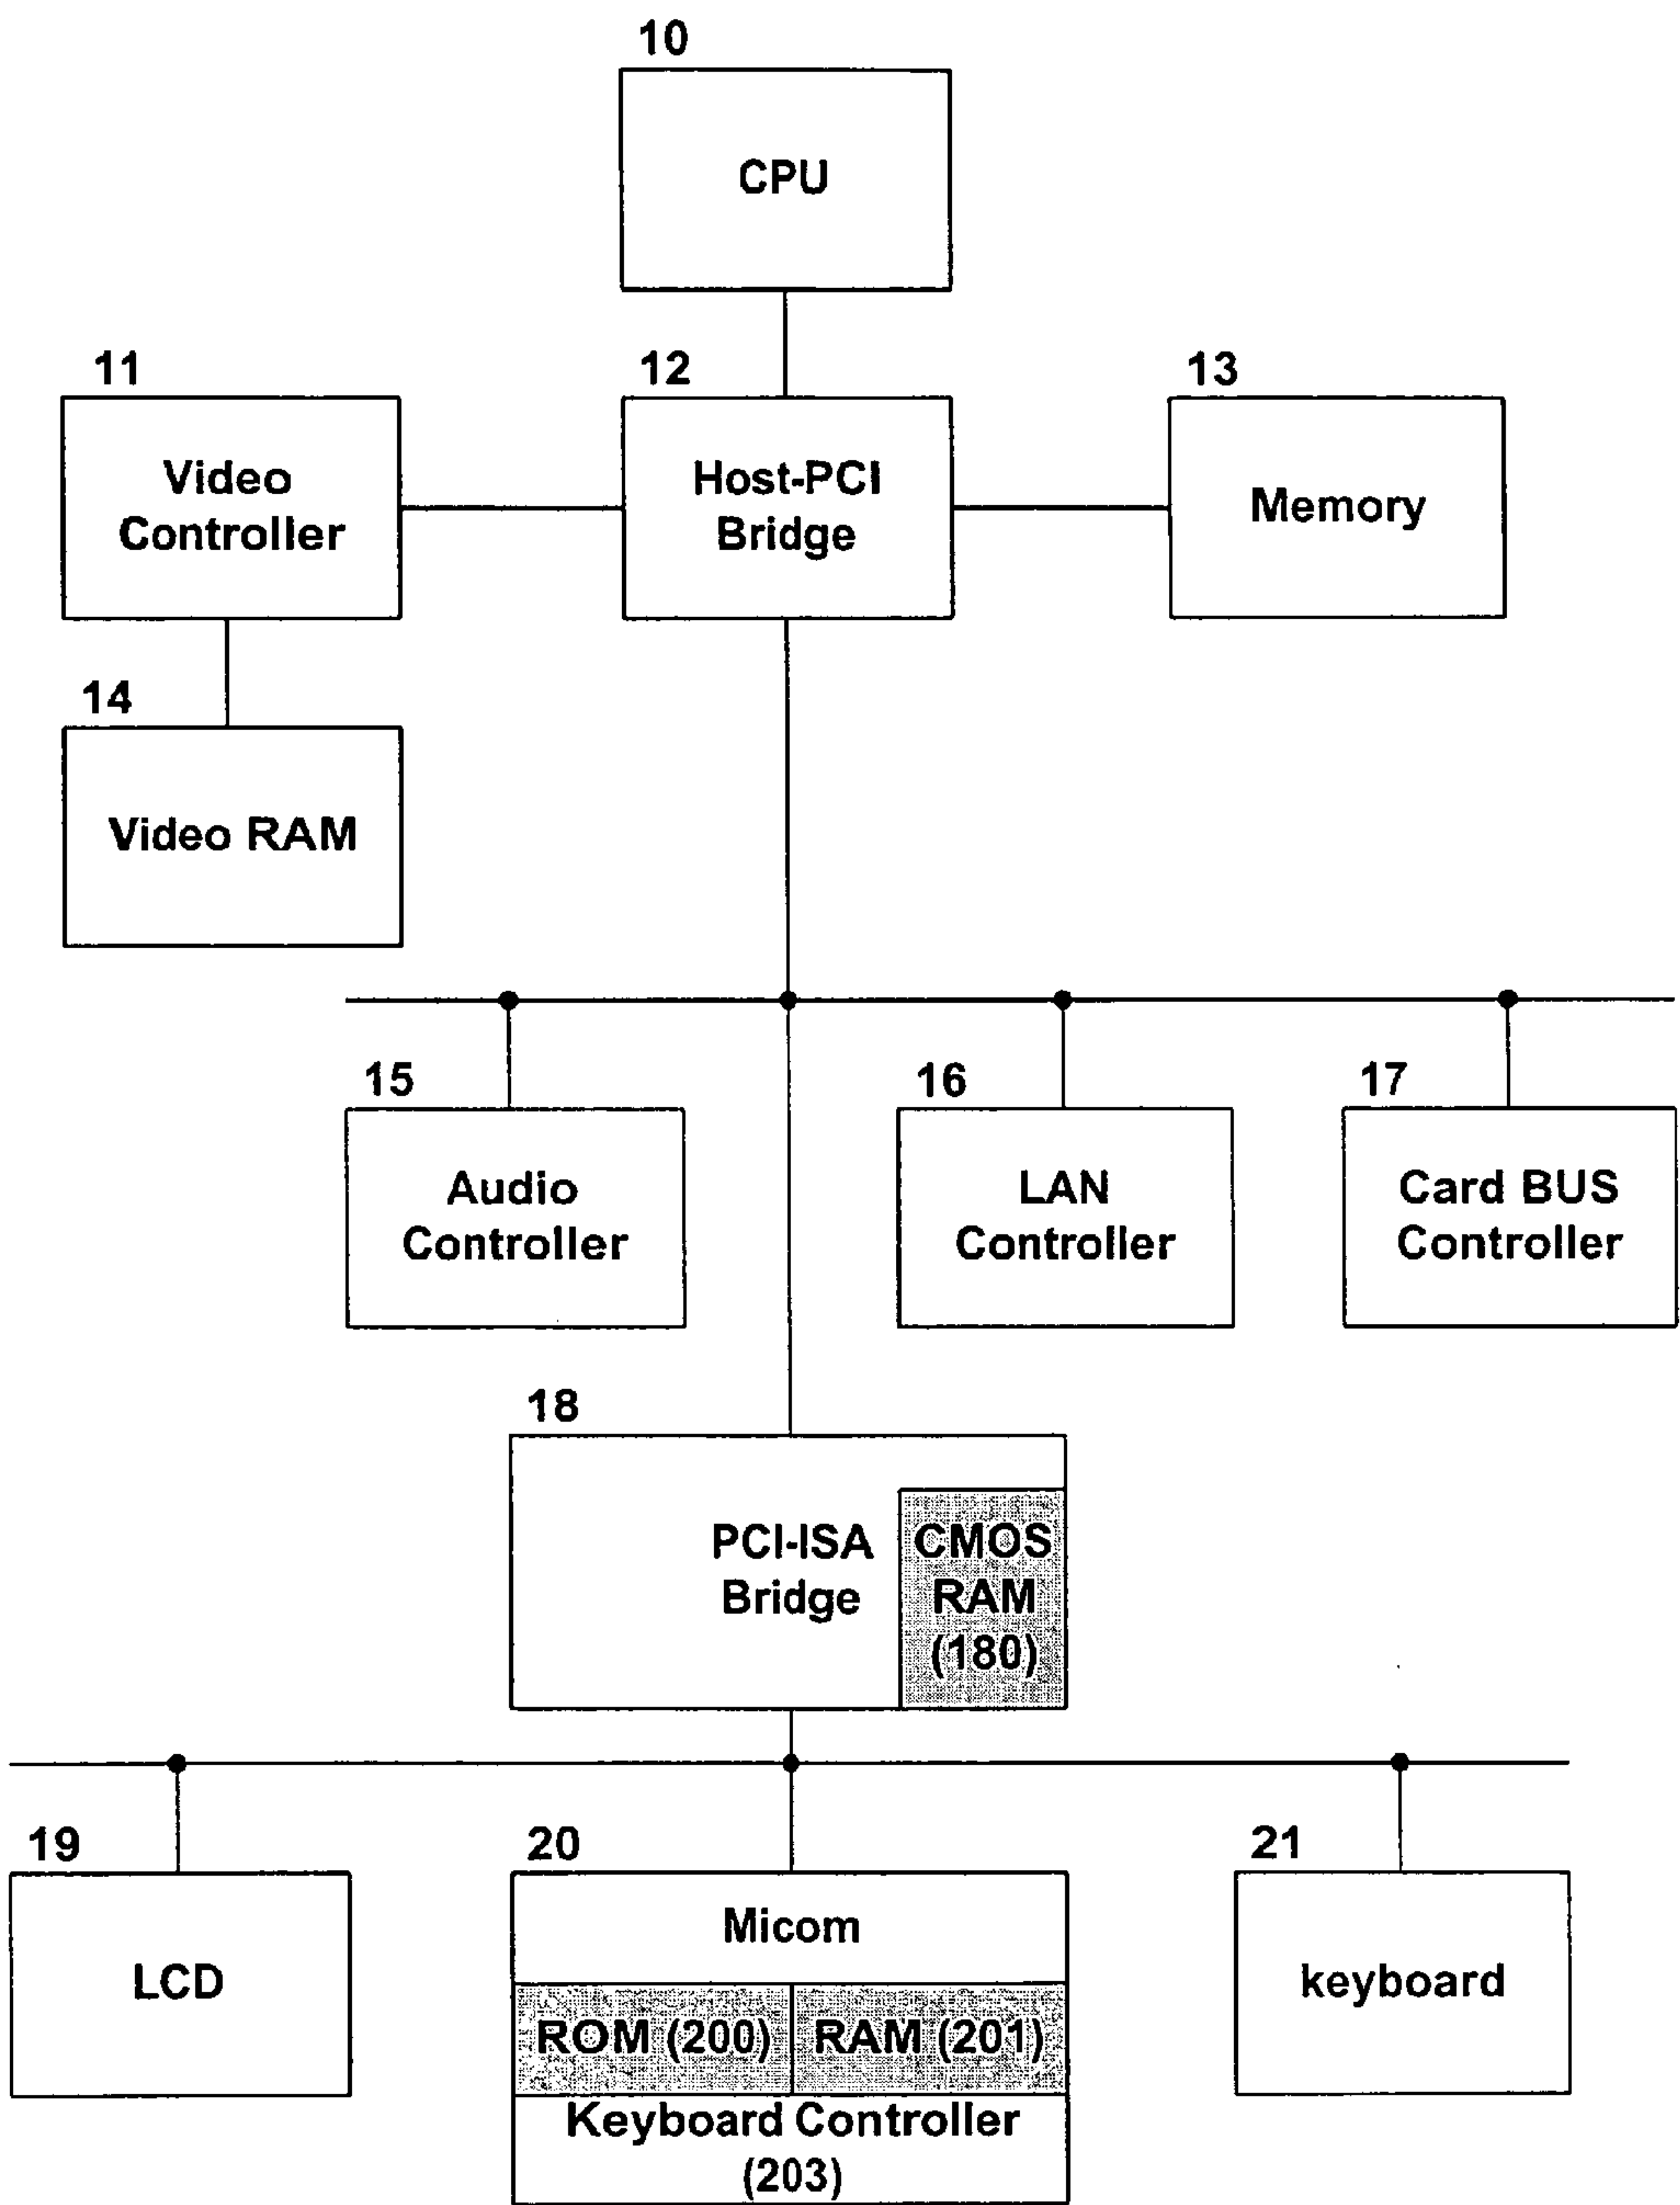 10
CPU
11
12
13
Video
Controller
Host-PCI
Bridge
Memory
14
Video RAM
15
16
17
Audio
Controller
LAN
Controller
Card BUS
Controller
18
PCI-ISA
Bridge
CMOS
RAM
(180)
19
20
21
LCD
Micom
ROM (200)
RAM (201)
Keyboard Controller
(203)
keyboard